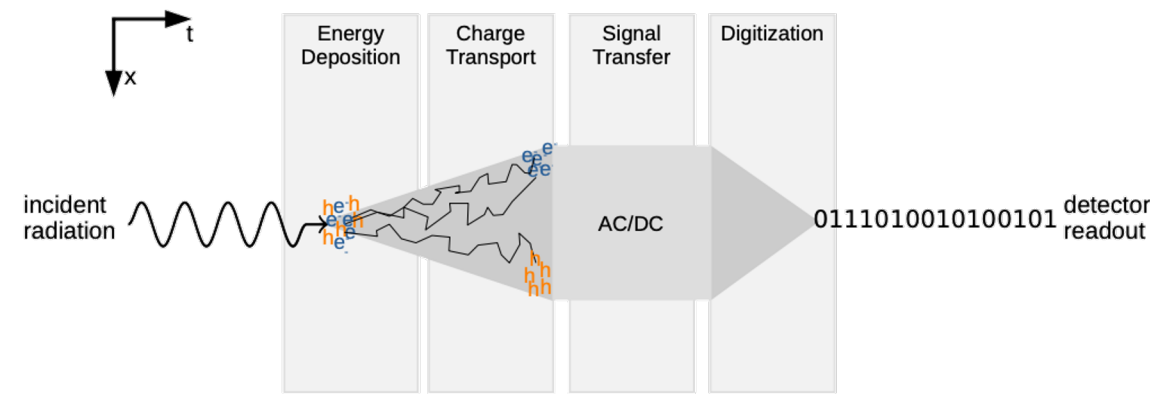 t
x
Energy
Deposition
Charge
Transport
Signal
Transfer
Digitization
incident
radiation
h e⁻ h
e⁻ e h
h h e
e⁻
e⁻ e⁻
e
e e⁻
h
h h
h h
AC/DC
0111010010100101
detector
readout